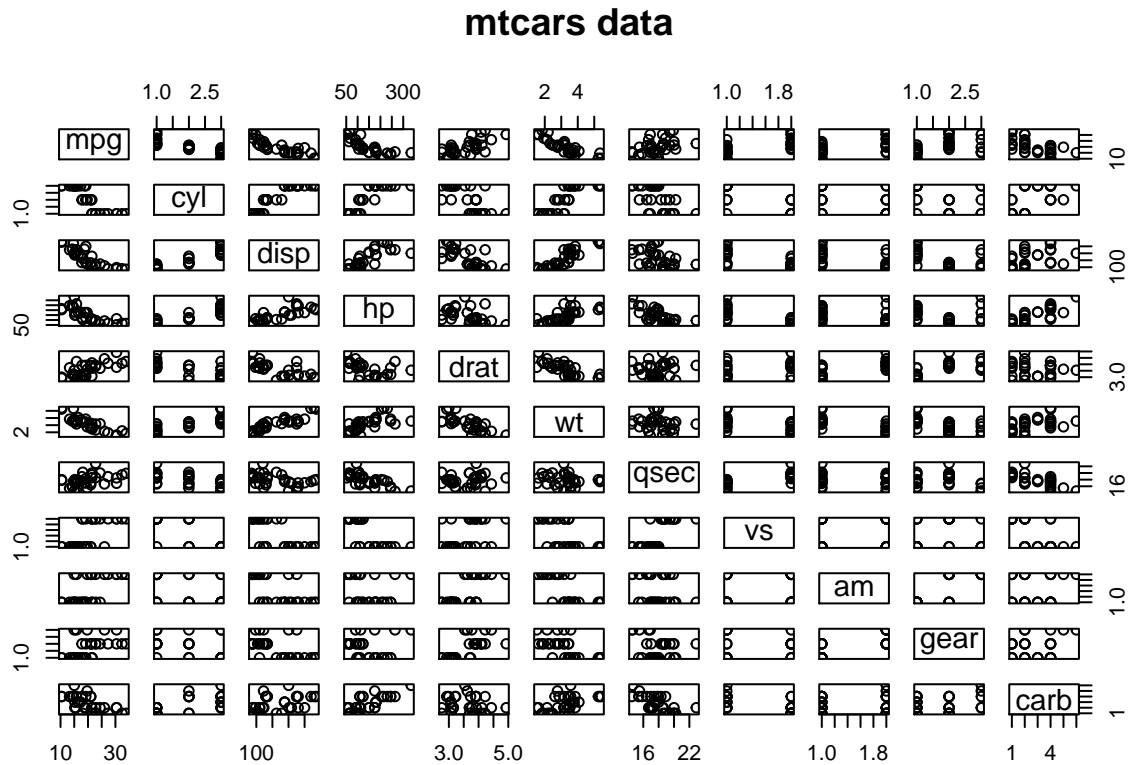 mtcars data
1.0 2.5 50 300 2 4 1.0 1.8 1.0 2.5
mpg 10
1.0 cyl
disp 100
50 hp
drat 3.0
2 wt
qsec 16
1.0 vs
am 1.0
1.0 gear
carb 1
10 30 100 3.0 5.0 16 22 1.0 1.8 1 4